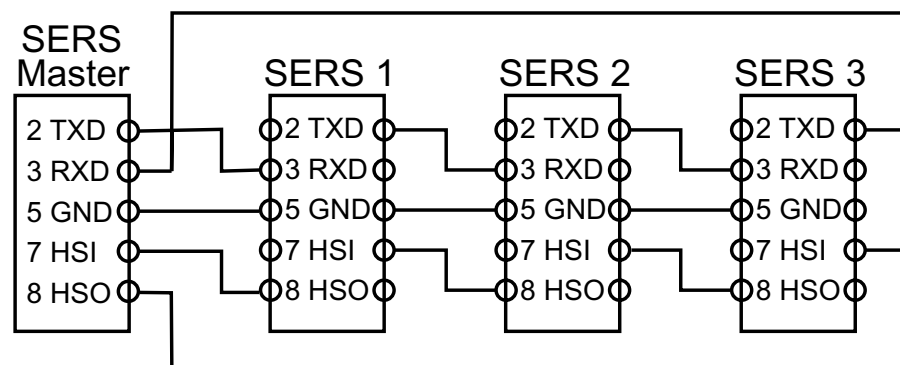 SERS
Master
2 TXD
3 RXD
5 GND
7 HSI
8 HSO
SERS 1
2 TXD
3 RXD
5 GND
7 HSI
8 HSO
SERS 2
2 TXD
3 RXD
5 GND
7 HSI
8 HSO
SERS 3
2 TXD
3 RXD
5 GND
7 HSI
8 HSO